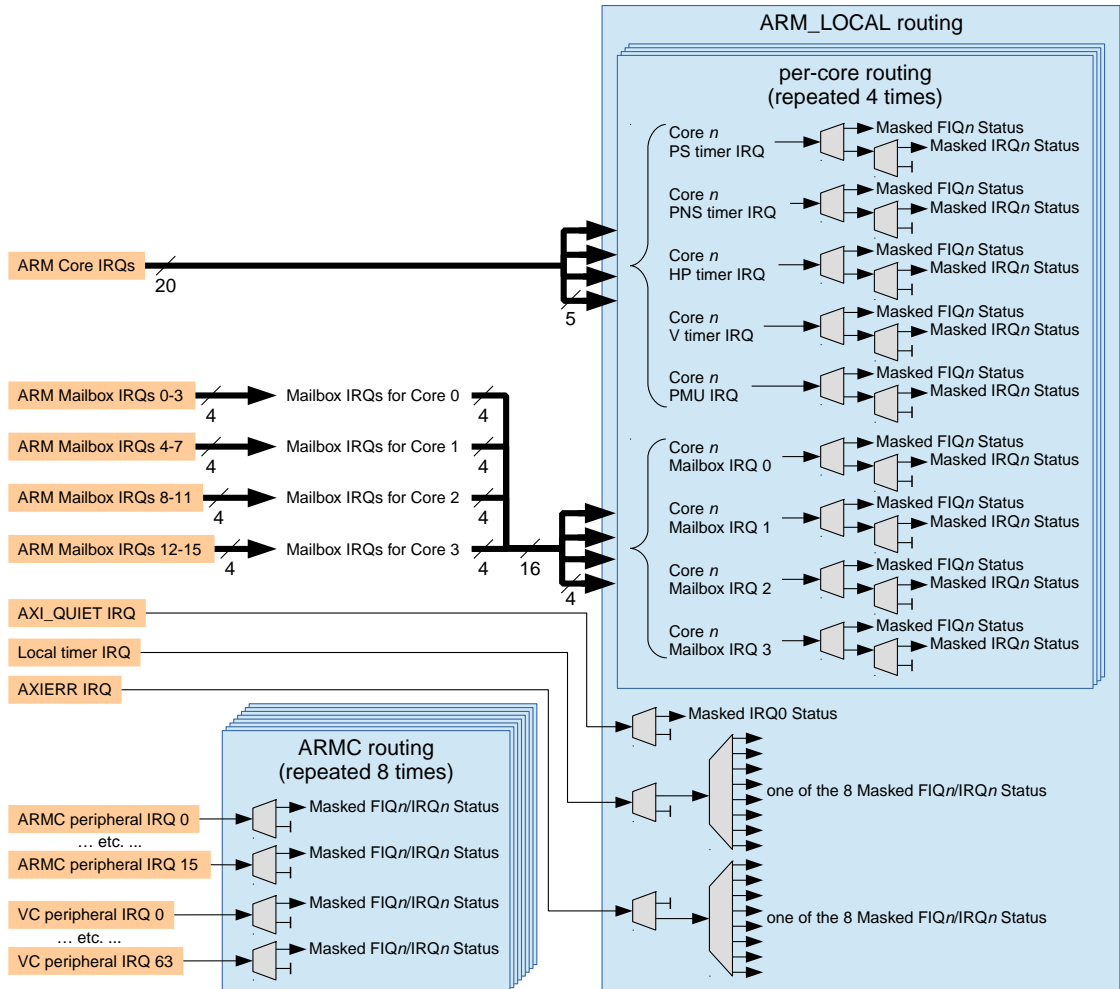 ARM_LOCAL routing
per-core routing
(repeated 4 times)
Core n
PS timer IRQ
Masked FIQn Status
Masked IRQn Status
Core n
PNS timer IRQ
Masked FIQn Status
Masked IRQn Status
Core n
HP timer IRQ
Masked FIQn Status
Masked IRQn Status
Core n
V timer IRQ
Masked FIQn Status
Masked IRQn Status
Core n
PMU IRQ
Masked FIQn Status
Masked IRQn Status
ARM Core IRQs
20
5
ARM Mailbox IRQs 0-3
4
Mailbox IRQs for Core 0
4
ARM Mailbox IRQs 4-7
4
Mailbox IRQs for Core 1
4
ARM Mailbox IRQs 8-11
4
Mailbox IRQs for Core 2
4
ARM Mailbox IRQs 12-15
4
Mailbox IRQs for Core 3
4
16
4
Core n
Mailbox IRQ 0
Masked FIQn Status
Masked IRQn Status
Core n
Mailbox IRQ 1
Masked FIQn Status
Masked IRQn Status
Core n
Mailbox IRQ 2
Masked FIQn Status
Masked IRQn Status
Core n
Mailbox IRQ 3
Masked FIQn Status
Masked IRQn Status
AXI_QUIET IRQ
Local timer IRQ
AXIERR IRQ
Masked IRQ0 Status
one of the 8 Masked FIQn/IRQn Status
one of the 8 Masked FIQn/IRQn Status
ARMC routing
(repeated 8 times)
ARMC peripheral IRQ 0
Masked FIQn/IRQn Status
... etc. ...
ARMC peripheral IRQ 15
Masked FIQn/IRQn Status
VC peripheral IRQ 0
Masked FIQn/IRQn Status
... etc. ...
VC peripheral IRQ 63
Masked FIQn/IRQn Status